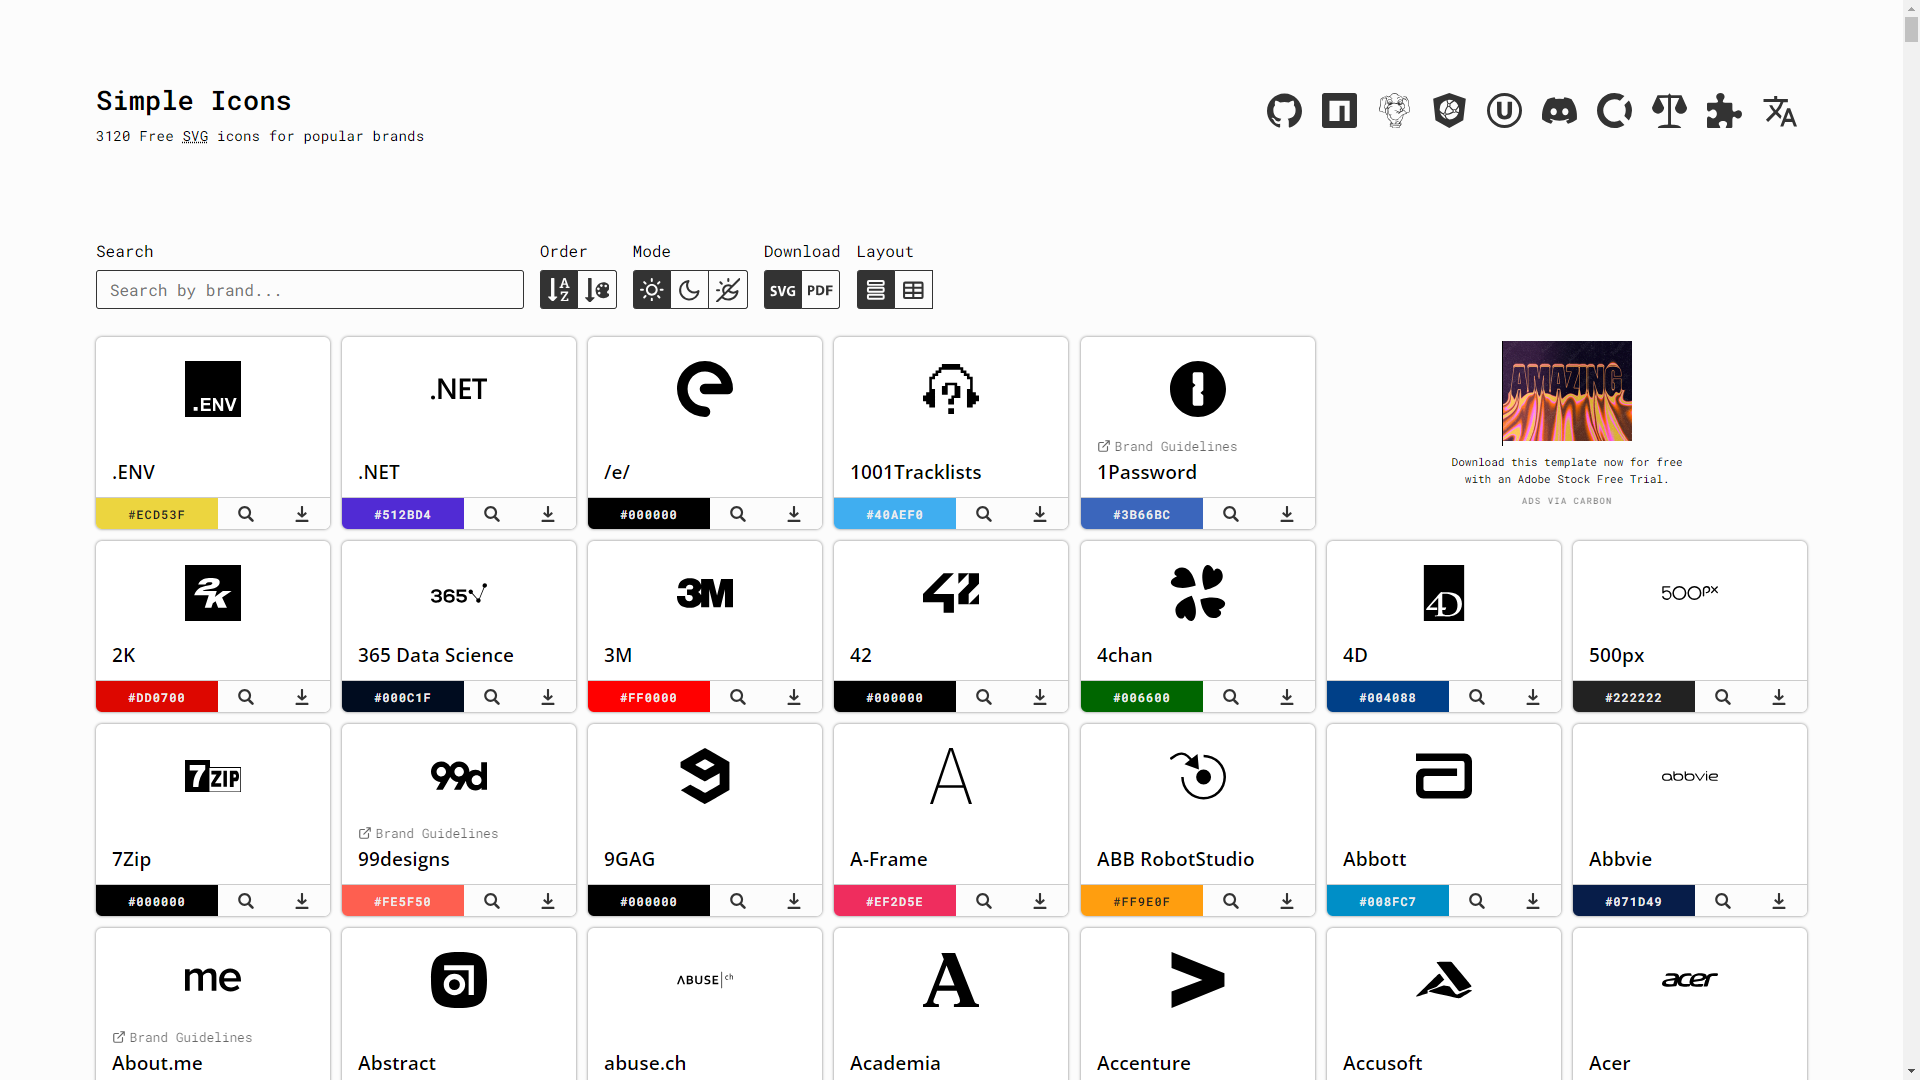 Simple Icons
3120 Free SVG icons for popular brands
Search
Order
Mode
Download
Layout
Search by brand...
A
Z
SVG
PDF
.ENV
.NET
?
AMAZING
Brand Guidelines
.ENV
.NET
/e/
1001Tracklists
1Password
Download this template now for free
with an Adobe Stock Free Trial.
ADS VIA CARBON
#ECD53F
#512BD4
#000000
#40AEF0
#3B66BC
2K
365
3M
42
4D
500px
2K
365 Data Science
3M
42
4chan
4D
500px
#DD0700
#000C1F
#FF0000
#000000
#006600
#004088
#222222
7ZIP
99d
9
A
a
abbvie
Brand Guidelines
7Zip
99designs
9GAG
A-Frame
ABB RobotStudio
Abbott
Abbvie
#000000
#FE5F50
#000000
#EF2D5E
#FF9E0F
#008FC7
#071D49
me
ABUSE|ch
A
acer
Brand Guidelines
About.me
Abstract
abuse.ch
Academia
Accenture
Accusoft
Acer